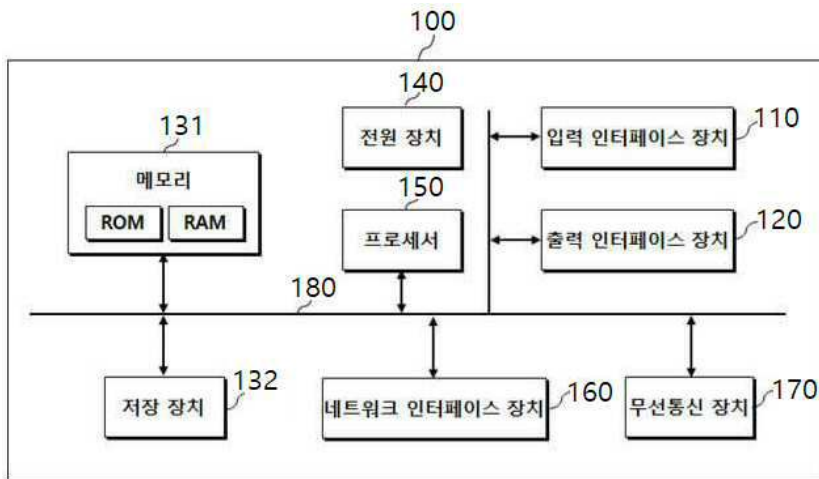 100
140
전원 장치
131
메모리
ROM RAM
150
프로세서
입력 인터페이스 장치
110
출력 인터페이스 장치
120
180
저장 장치
132
네트워크 인터페이스 장치
160
무선통신 장치
170